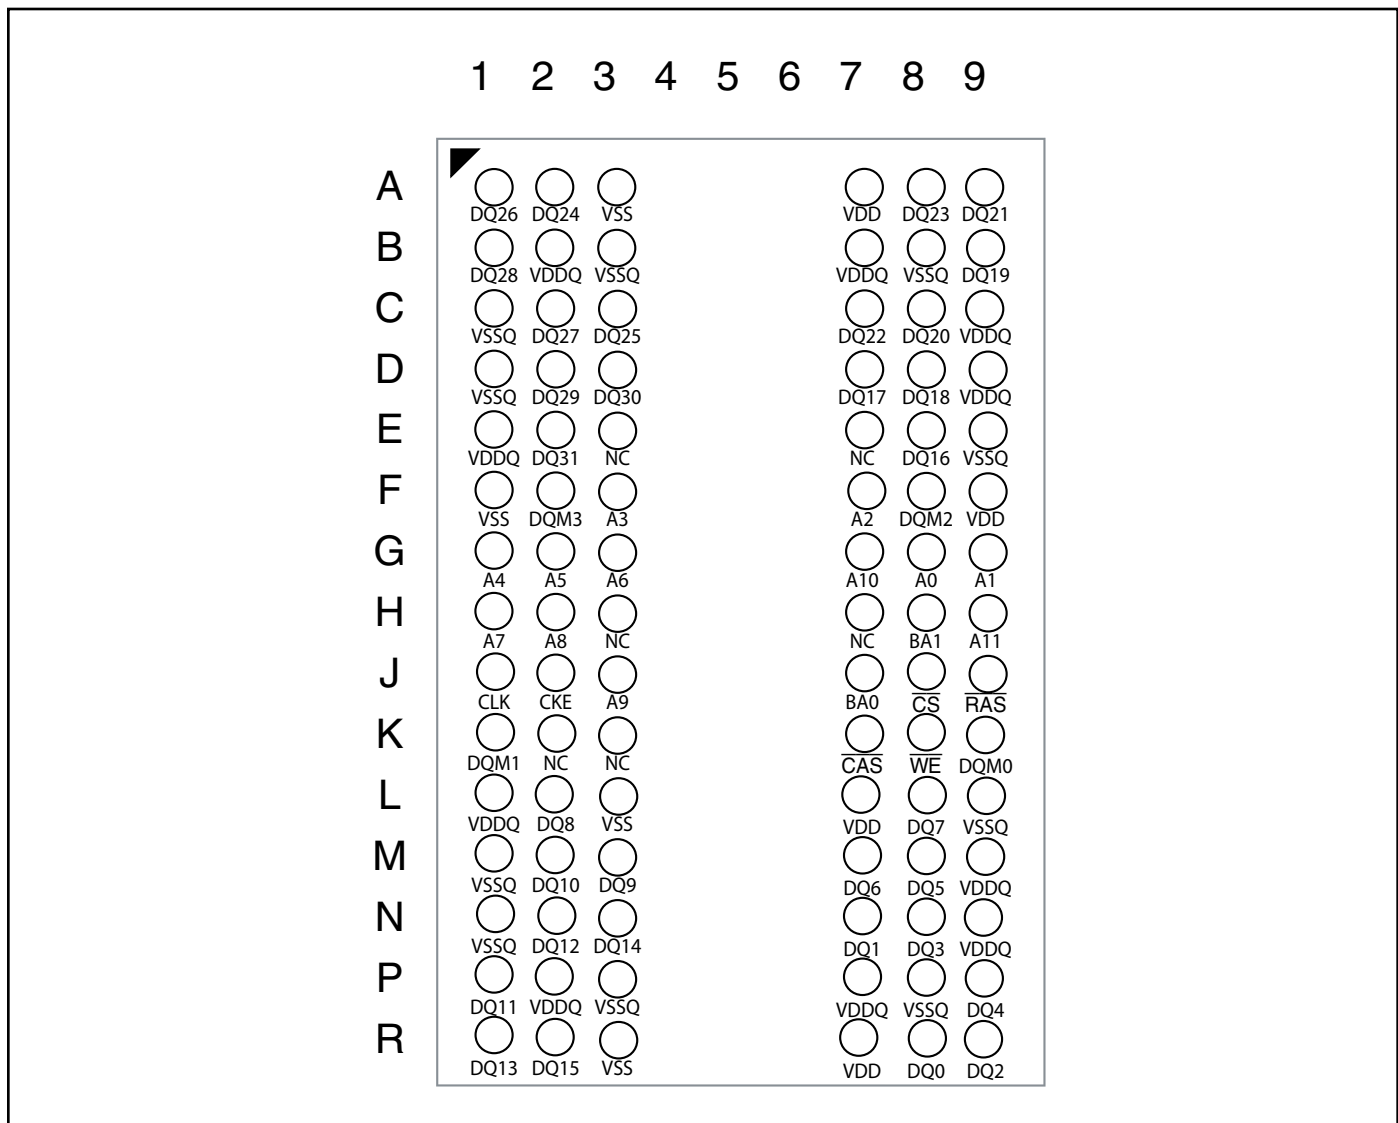 1 2 3 4 5 6 7 8 9
A
DQ26 DQ24 VSS VDD DQ23 DQ21
B
DQ28 VDDQ VSSQ VDDQ VSSQ DQ19
C
VSSQ DQ27 DQ25 DQ22 DQ20 VDDQ
D
VSSQ DQ29 DQ30 DQ17 DQ18 VDDQ
E
VDDQ DQ31 NC NC DQ16 VSSQ
F
VSS DQM3 A3 A2 DQM2 VDD
G
A4 A5 A6 A10 A0 A1
H
A7 A8 NC NC BA1 A11
J
CLK CKE A9 BA0 C̅S̅ R̅A̅S̅
K
DQM1 NC NC C̅A̅S̅ W̅E̅ DQM0
L
VDDQ DQ8 VSS VDD DQ7 VSSQ
M
VSSQ DQ10 DQ9 DQ6 DQ5 VDDQ
N
VSSQ DQ12 DQ14 DQ1 DQ3 VDDQ
P
DQ11 VDDQ VSSQ VDDQ VSSQ DQ4
R
DQ13 DQ15 VSS VDD DQ0 DQ2